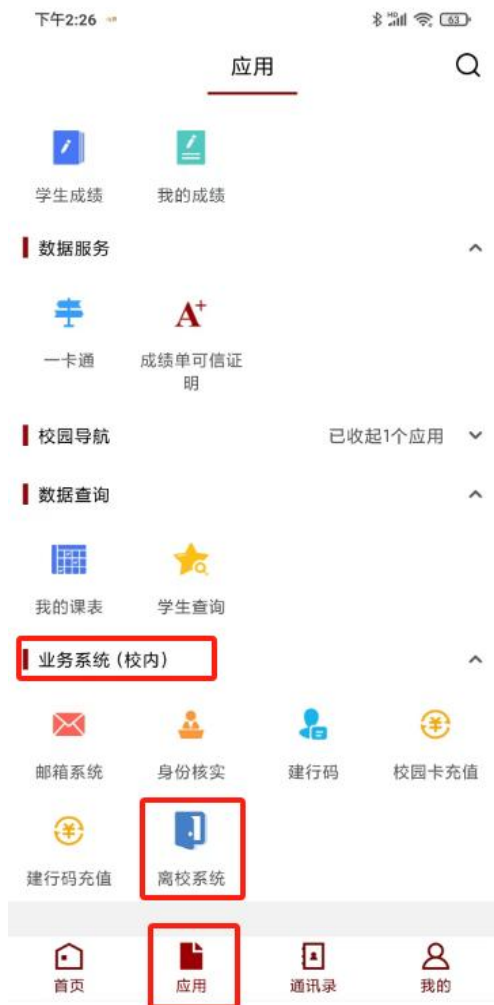 下午2:26
63
应用
学生成绩 我的成绩
数据服务
A+
一卡通 成绩单可信证
明
校园导航 已收起1个应用
数据查询
我的课表 学生查询
业务系统（校内）
邮箱系统 身份核实 建行码 校园卡充值
建行码充值 离校系统
首页 应用 通讯录 我的